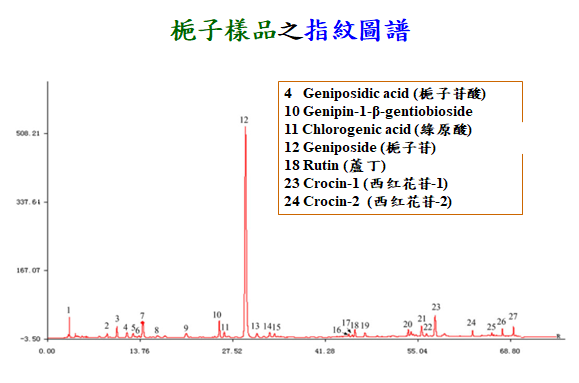 栀子樣品之指紋圖譜
4 Geniposidic acid (栀子苷酸)
10 Genipin-1-β-gentiobioside
11 Chlorogenic acid (綠原酸)
12 Geniposide (栀子苷)
18 Rutin (蘆丁)
23 Crocin-1 (西红花苷-1)
24 Crocin-2 (西红花苷-2)
508.21
337.64
167.07
-3.50
1 2 3 4 5 6 7 8 9 10 11 12 13 14 15 16 17 18 19 20 21 22 23 24 25 26 27
0.00 13.76 27.52 41.28 55.04 68.80